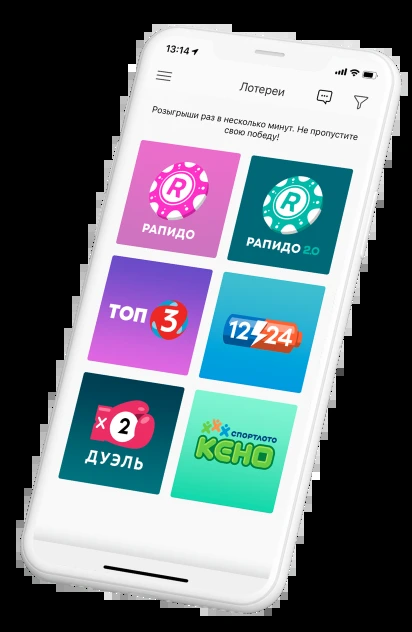 13:14
Лотереи
Розыгрыши раз в несколько минут. Не пропустите
свою победу!
R
РАПИДО
R
РАПИДО 2.0
ТОП 3
12 24
x 2
ДУЭЛЬ
СПОРТЛОТО
КЕНО